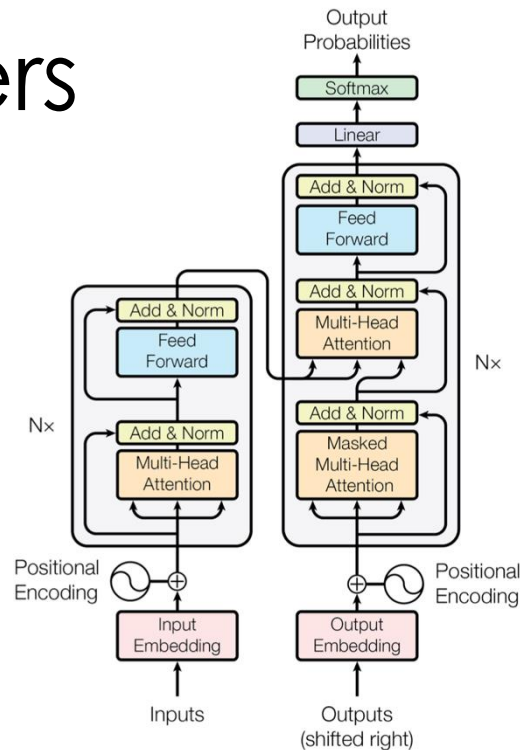 ers
Output
Probabilities
Softmax
Linear
Add & Norm
Feed
Forward
Add & Norm
Multi-Head
Attention
Add & Norm
Masked
Multi-Head
Attention
Nx
Add & Norm
Feed
Forward
Add & Norm
Multi-Head
Attention
Nx
Positional
Encoding
Positional
Encoding
Input
Embedding
Output
Embedding
Inputs
Outputs
(shifted right)